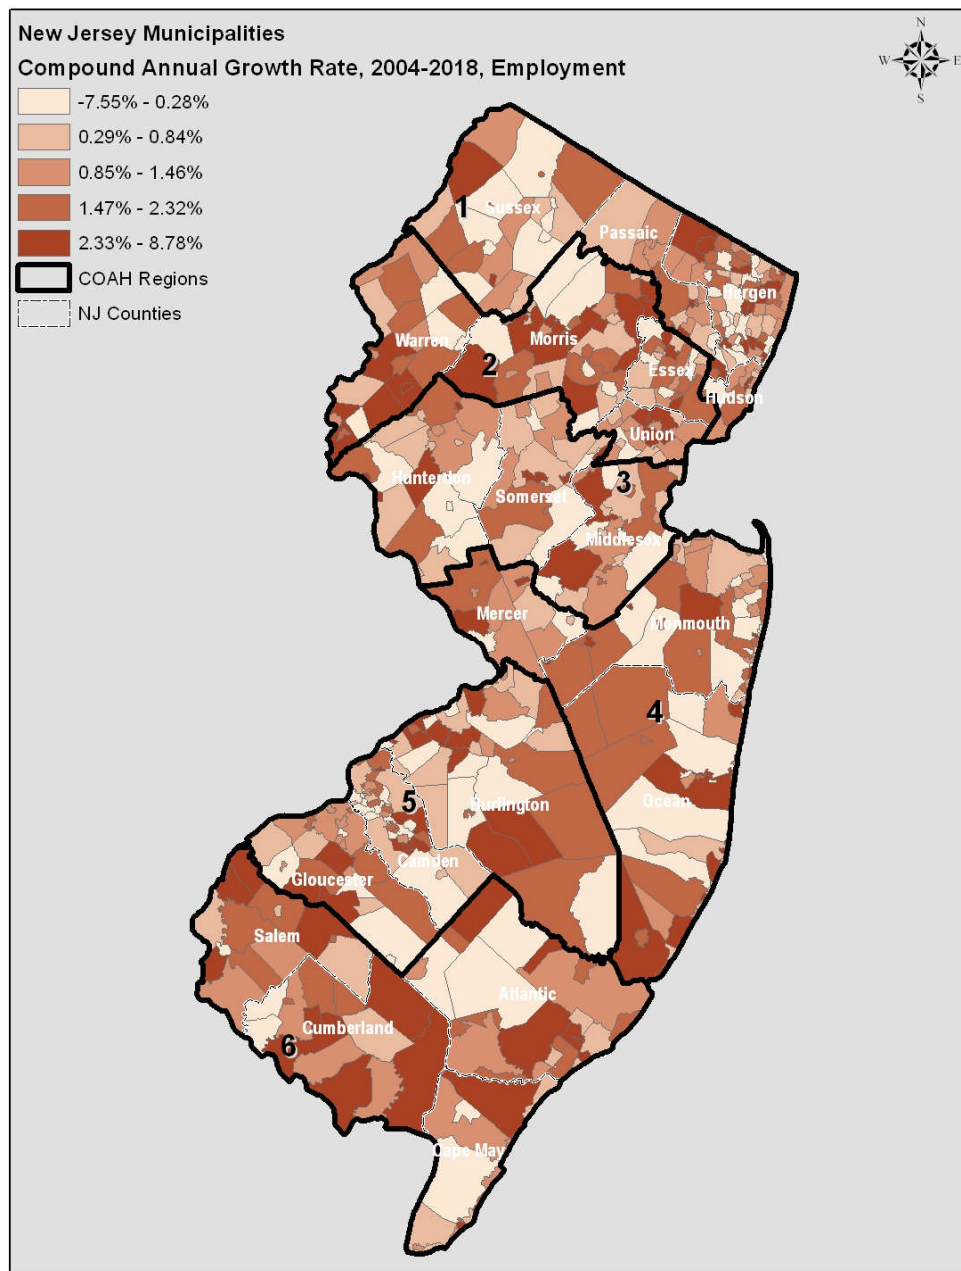 New Jersey Municipalities
Compound Annual Growth Rate, 2004-2018, Employment
N
W E
S
-7.55% - 0.28%
0.29% - 0.84%
0.85% - 1.46%
1.47% - 2.32%
2.33% - 8.78%
COAH Regions
NJ Counties
1
Sussex
Passaic
Bergen
Warren
Morris
2
Essex
Hudson
Union
Hunterdon
Somerset
3
Middlesex
Mercer
Monmouth
4
Ocean
5
Burlington
Camden
Gloucester
Salem
Atlantic
Cumberland
6
Cape May